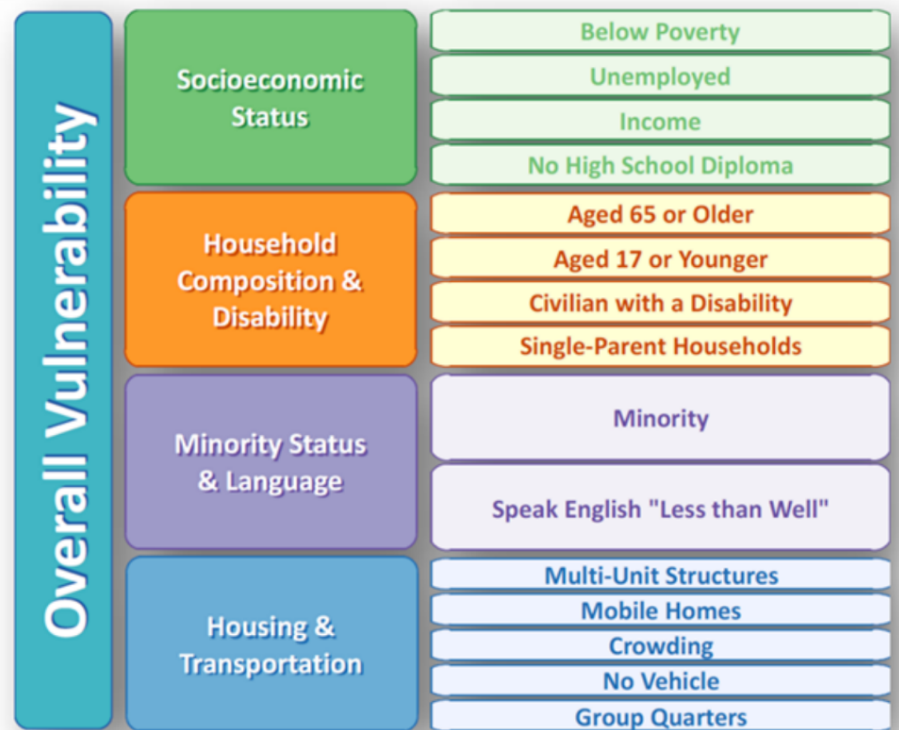 Overall Vulnerability
Socioeconomic
Status
Below Poverty
Unemployed
Income
No High School Diploma
Household
Composition &
Disability
Aged 65 or Older
Aged 17 or Younger
Civilian with a Disability
Single-Parent Households
Minority Status
& Language
Minority
Speak English "Less than Well"
Housing &
Transportation
Multi-Unit Structures
Mobile Homes
Crowding
No Vehicle
Group Quarters